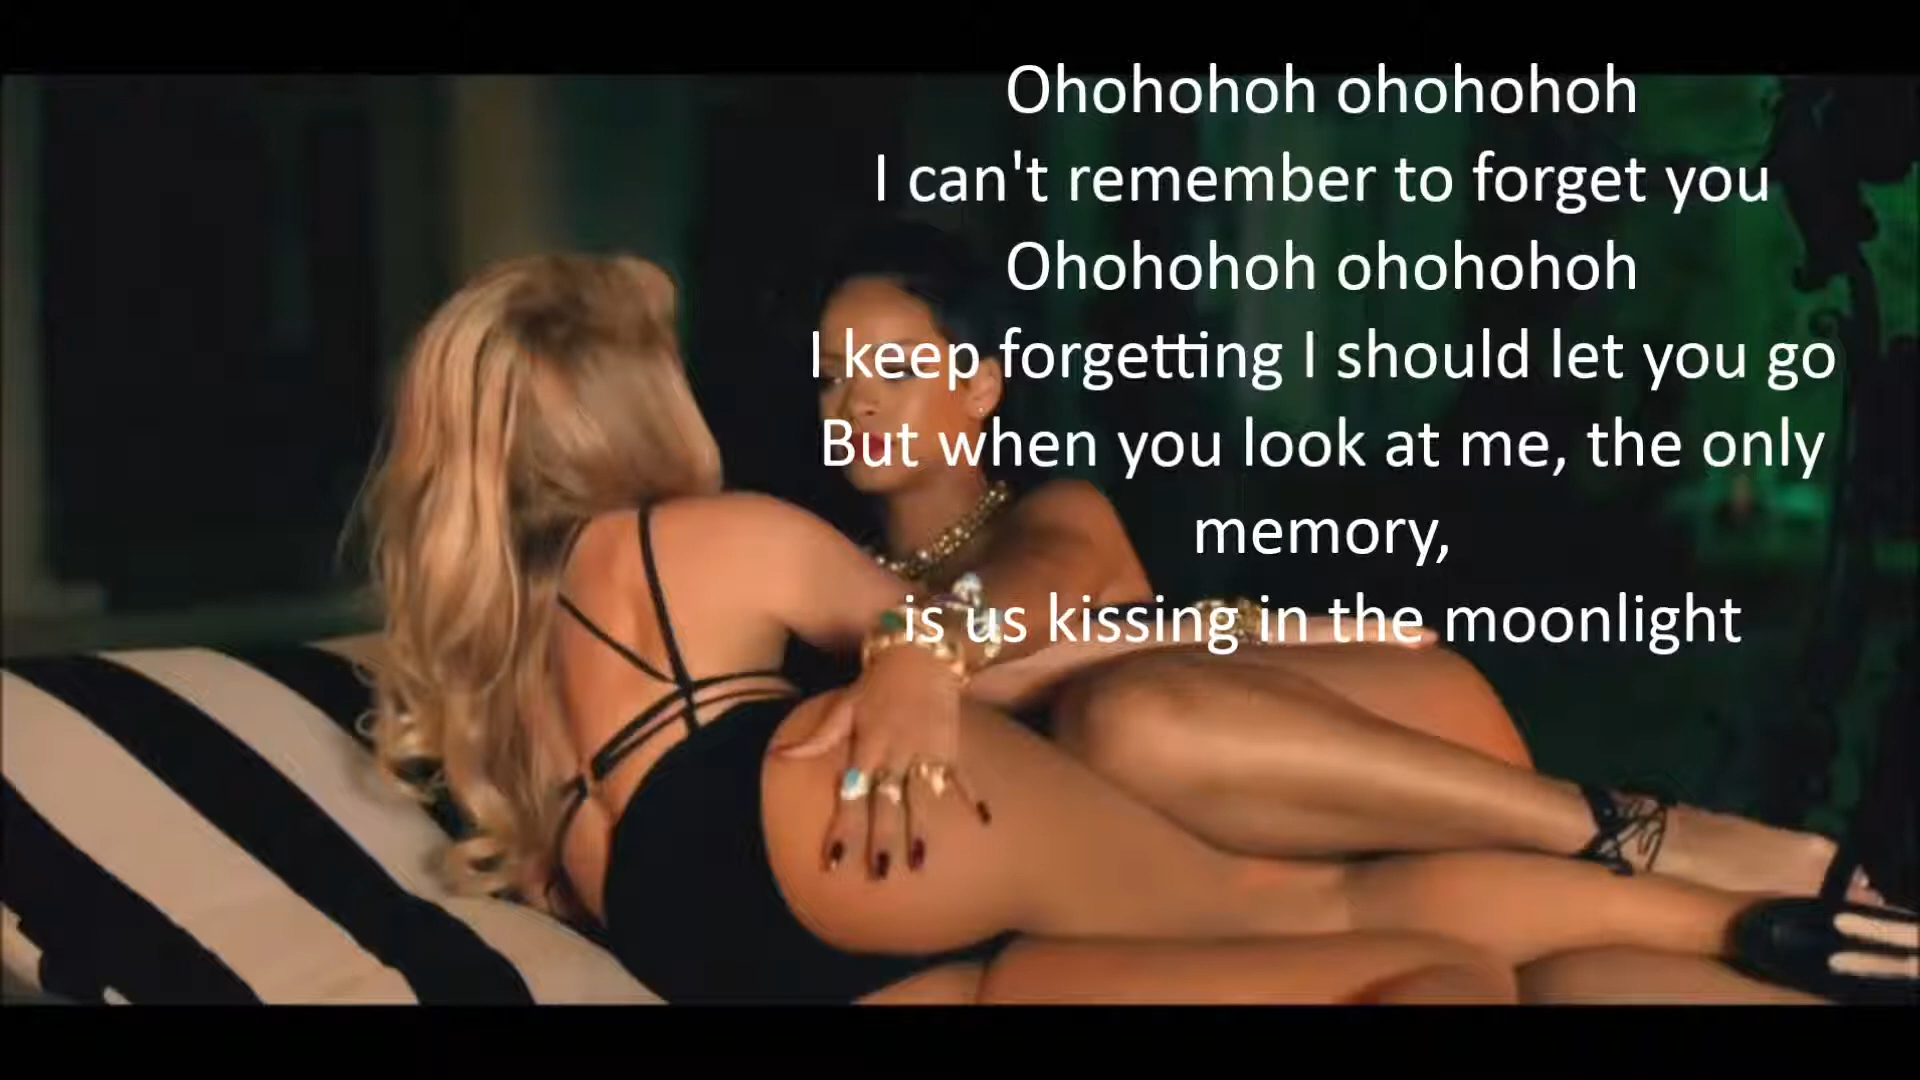 Ohohohoh ohohohoh
I can't remember to forget you
Ohohohoh ohohohoh
I keep forgetting I should let you go
But when you look at me, the only
memory,
is us kissing in the moonlight